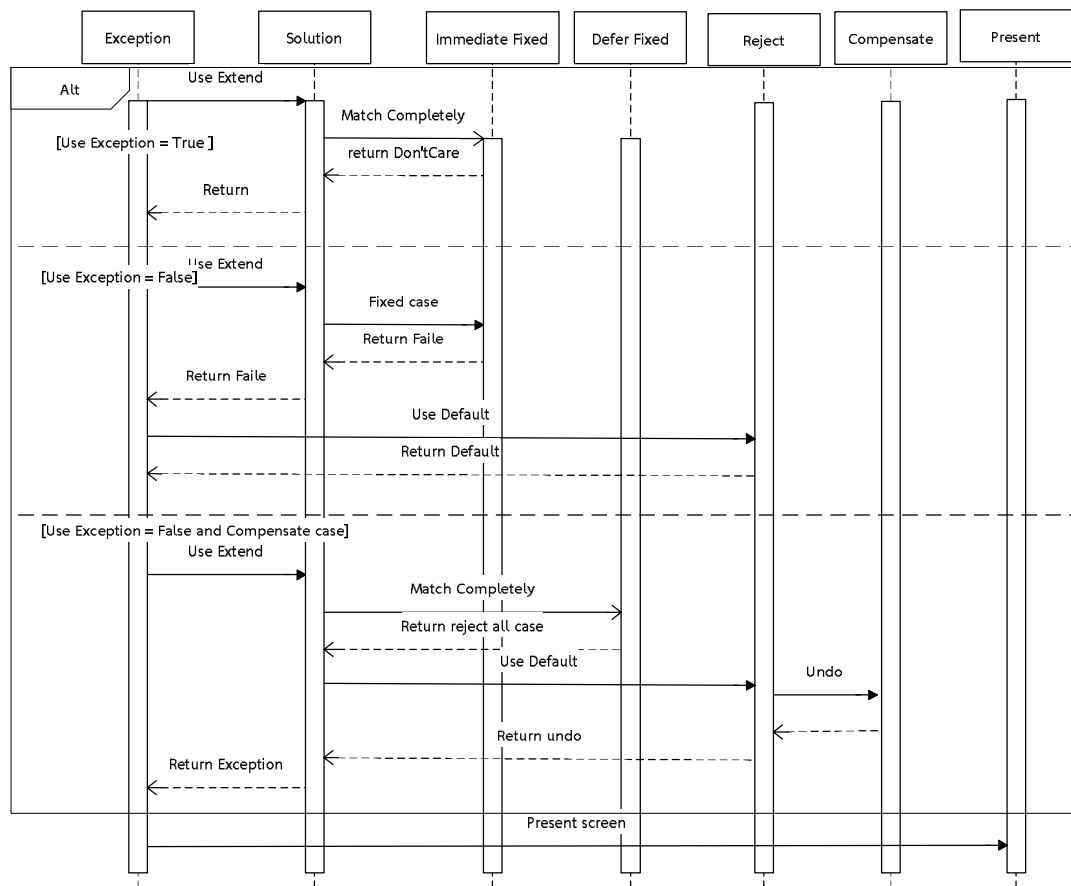 Exception
Solution
Immediate Fixed
Defer Fixed
Reject
Compensate
Present
Alt
Use Extend
Match Completely
[Use Exception = True ]
return Don'tCare
Return
Use Extend
[Use Exception = False]
Fixed case
Return Faile
Return Faile
Use Default
Return Default
[Use Exception = False and Compensate case]
Use Extend
Match Completely
Return reject all case
Use Default
Undo
Return undo
Return Exception
Present screen